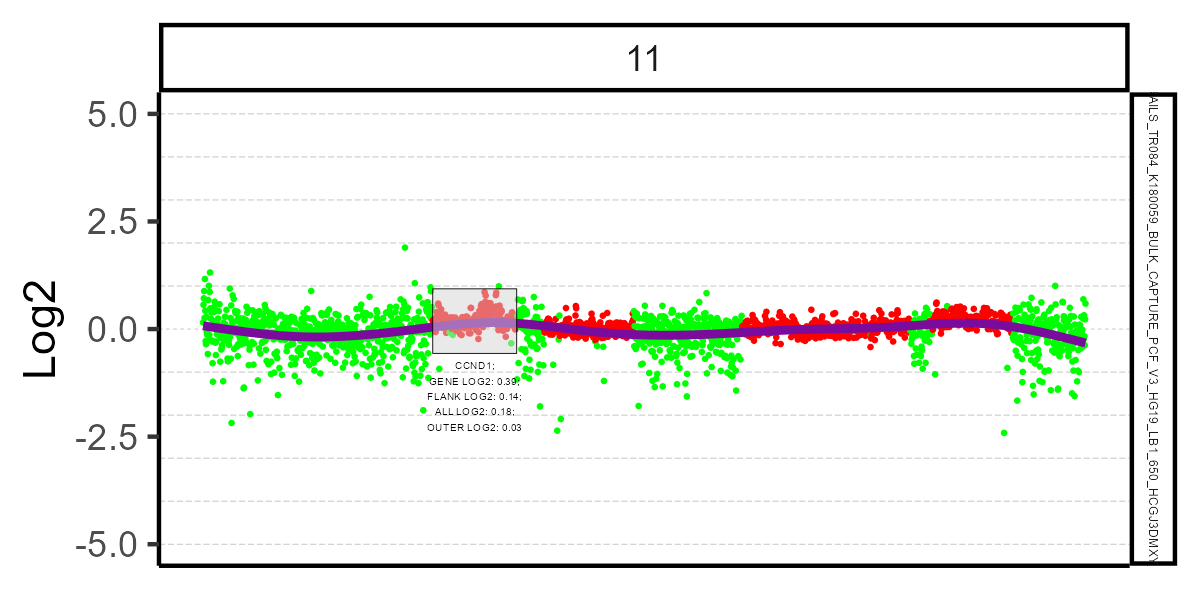 11
5.0
2.5
0.0
-2.5
-5.0
Log2
CCND1;
GENE LOG2: 0.39;
FLANK LOG2: 0.14;
ALL LOG2: 0.18;
OUTER LOG2: 0.03
AILS_TR084_K180059_BULK_CAPTURE_PCF_V3_HG19_LB1_650_HCGJ3DMXY